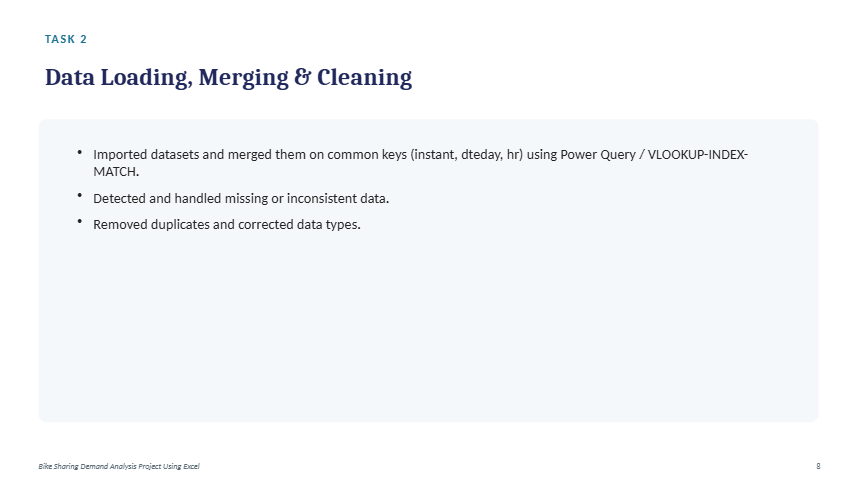 TASK 2
Data Loading, Merging & Cleaning
• Imported datasets and merged them on common keys (instant, dteday, hr) using Power Query / VLOOKUP-INDEX-
MATCH.
• Detected and handled missing or inconsistent data.
• Removed duplicates and corrected data types.
Bike Sharing Demand Analysis Project Using Excel
8